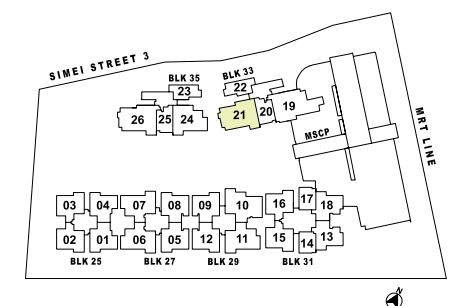 SIMEI STREET 3
BLK 35
BLK 33
23
22
26
25
24
21
20
19
MSCP
MRT LINE
03
04
07
08
09
10
16
17
18
02
01
06
05
12
11
15
14
13
BLK 25
BLK 27
BLK 29
BLK 31
N